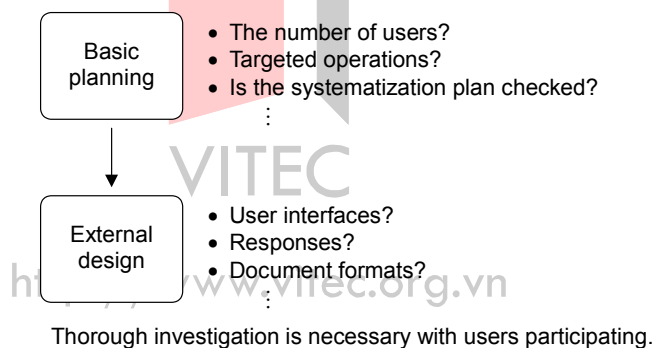 Basic
planning
• The number of users?
• Targeted operations?
• Is the systematization plan checked?
⋮
VITEC
External
design
• User interfaces?
• Responses?
• Document formats?
⋮
www.vitec.org.vn
Thorough investigation is necessary with users participating.